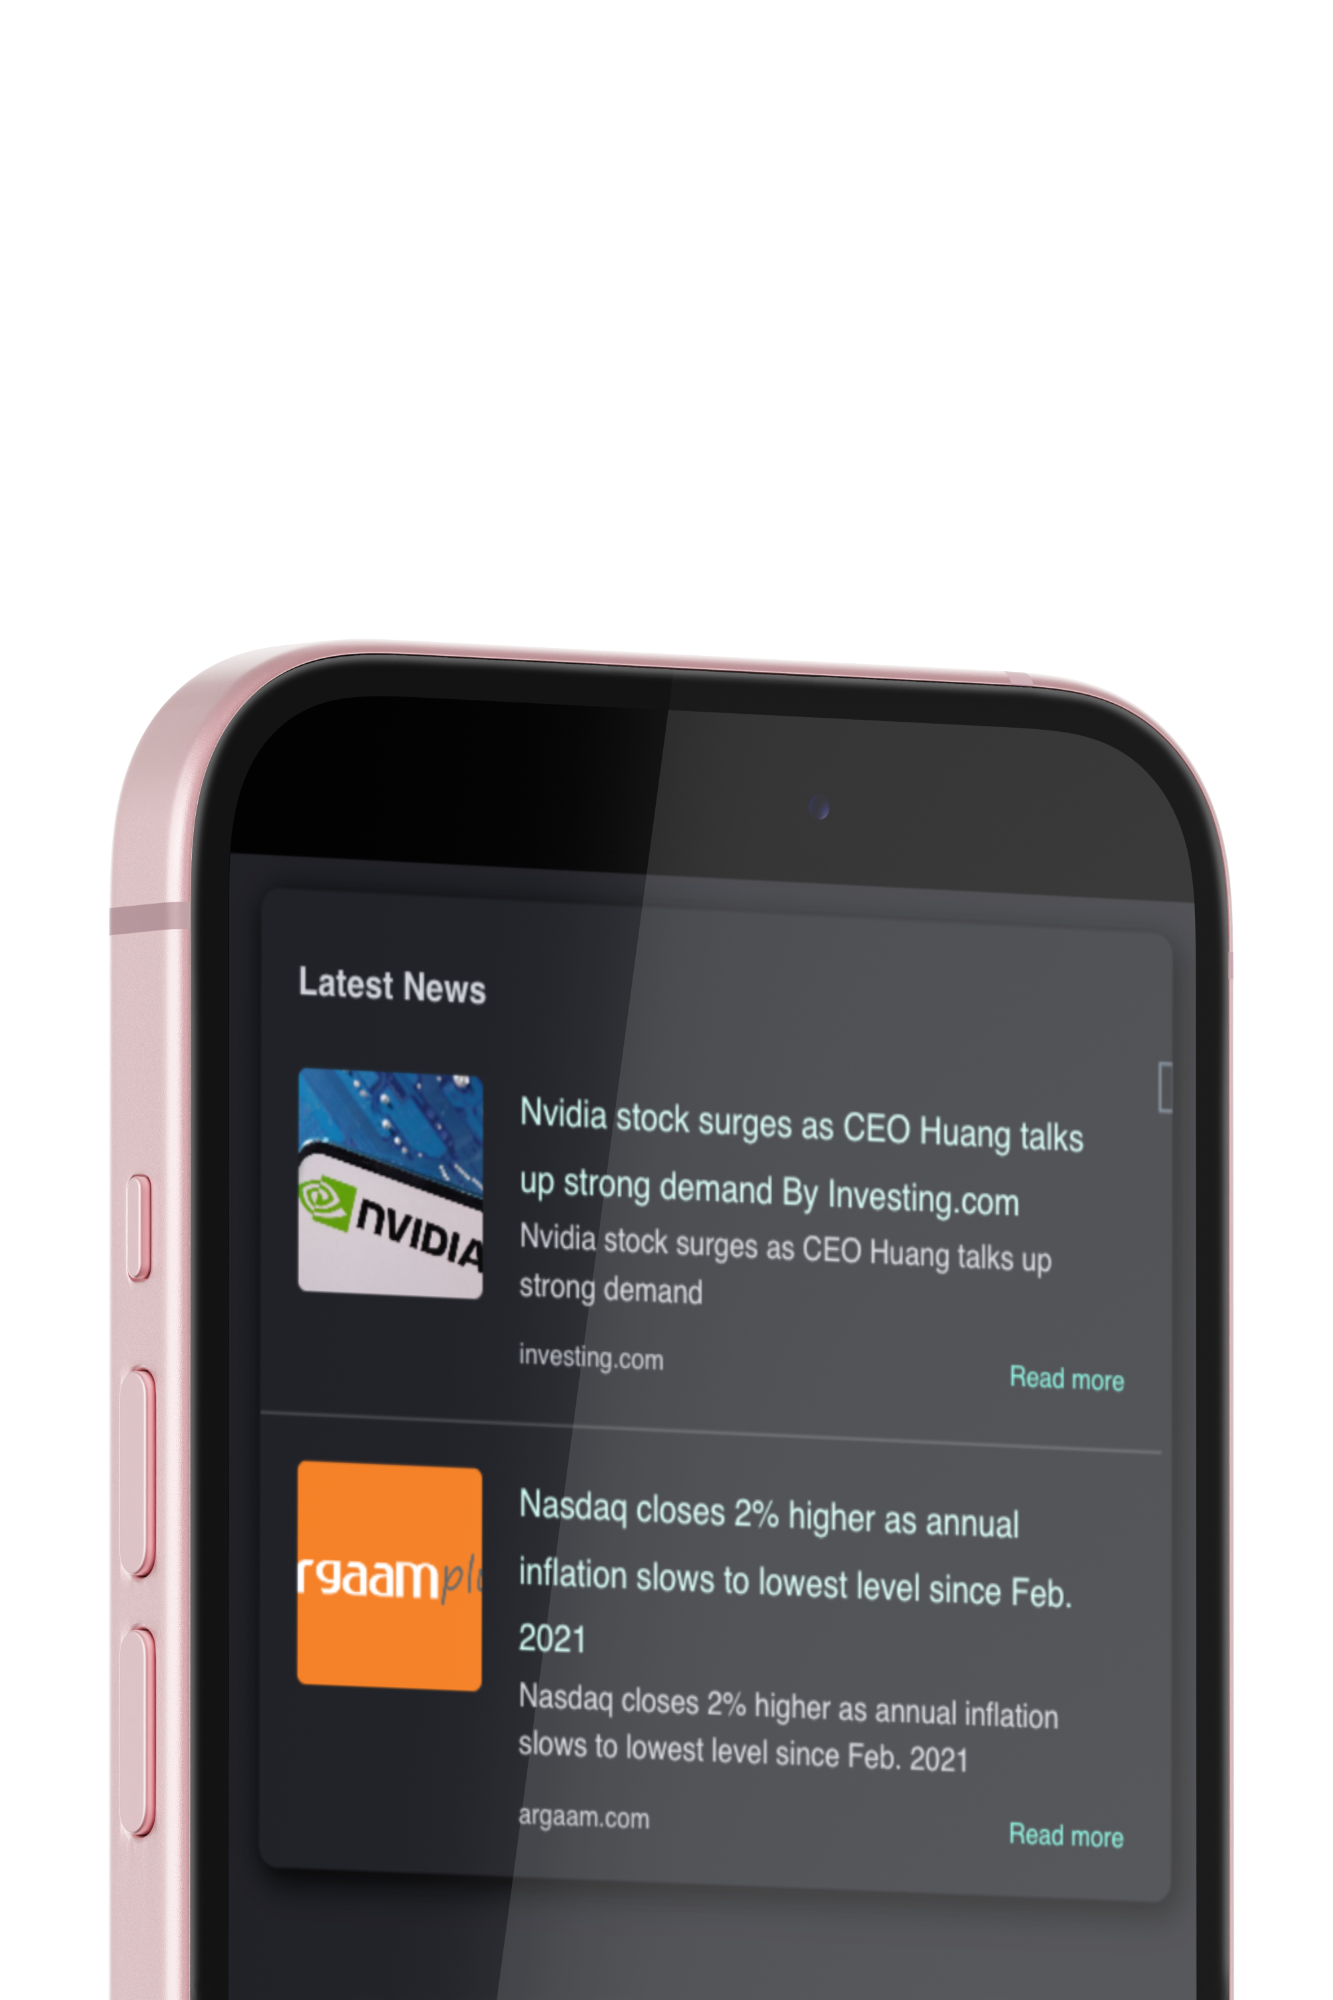 Latest News
NVIDIA
Nvidia stock surges as CEO Huang talks
up strong demand By Investing.com
Nvidia stock surges as CEO Huang talks up
strong demand
investing.com
Read more
rgaamplu
Nasdaq closes 2% higher as annual
inflation slows to lowest level since Feb.
2021
Nasdaq closes 2% higher as annual inflation
slows to lowest level since Feb. 2021
argaam.com
Read more